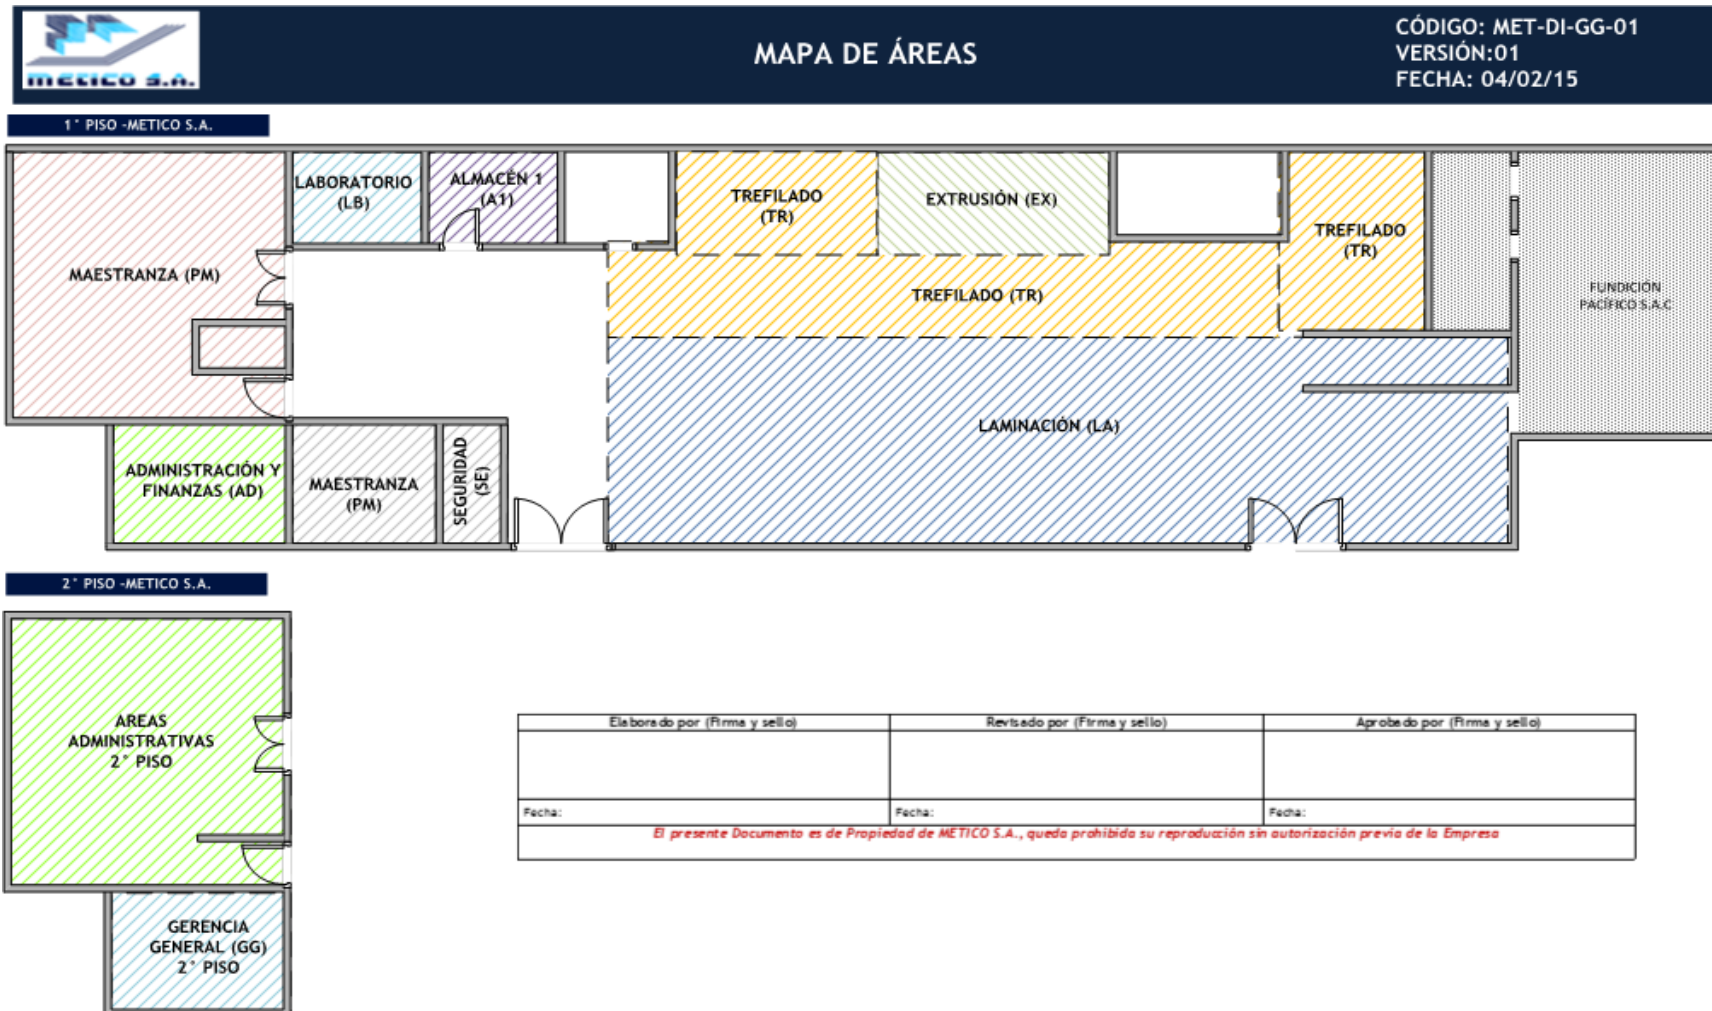 METICO S.A.
MAPA DE ÁREAS
CÓDIGO: MET-DI-GG-01
VERSIÓN:01
FECHA: 04/02/15
1° PISO -METICO S.A.
MAESTRANZA (PM)
LABORATORIO
(LB)
ALMACÉN 1
(A1)
TREFILADO
(TR)
EXTRUSIÓN (EX)
TREFILADO
(TR)
TREFILADO (TR)
FUNDICIÓN
PACÍFICO S.A.C
LAMINACIÓN (LA)
ADMINISTRACIÓN Y
FINANZAS (AD)
MAESTRANZA
(PM)
SEGURIDAD
(SE)
2° PISO -METICO S.A.
AREAS
ADMINISTRATIVAS
2° PISO
GERENCIA
GENERAL (GG)
2° PISO
Elaborado por (Firma y sello)
Revisado por (Firma y sello)
Aprobado por (Firma y sello)
Fecha:
Fecha:
Fecha:
El presente Documento es de Propiedad de METICO S.A., queda prohibida su reproducción sin autorización previa de la Empresa